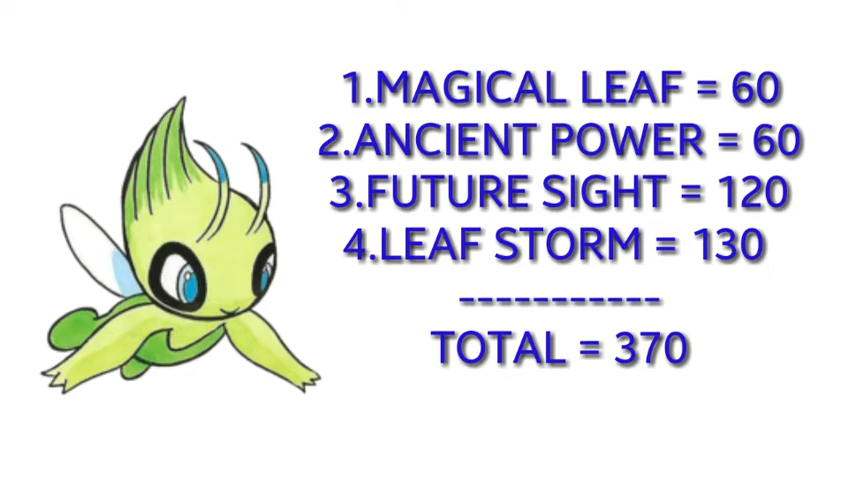 1.MAGICAL LEAF = 60
2.ANCIENT POWER = 60
3.FUTURE SIGHT = 120
4.LEAF STORM = 130
-----------
TOTAL = 370